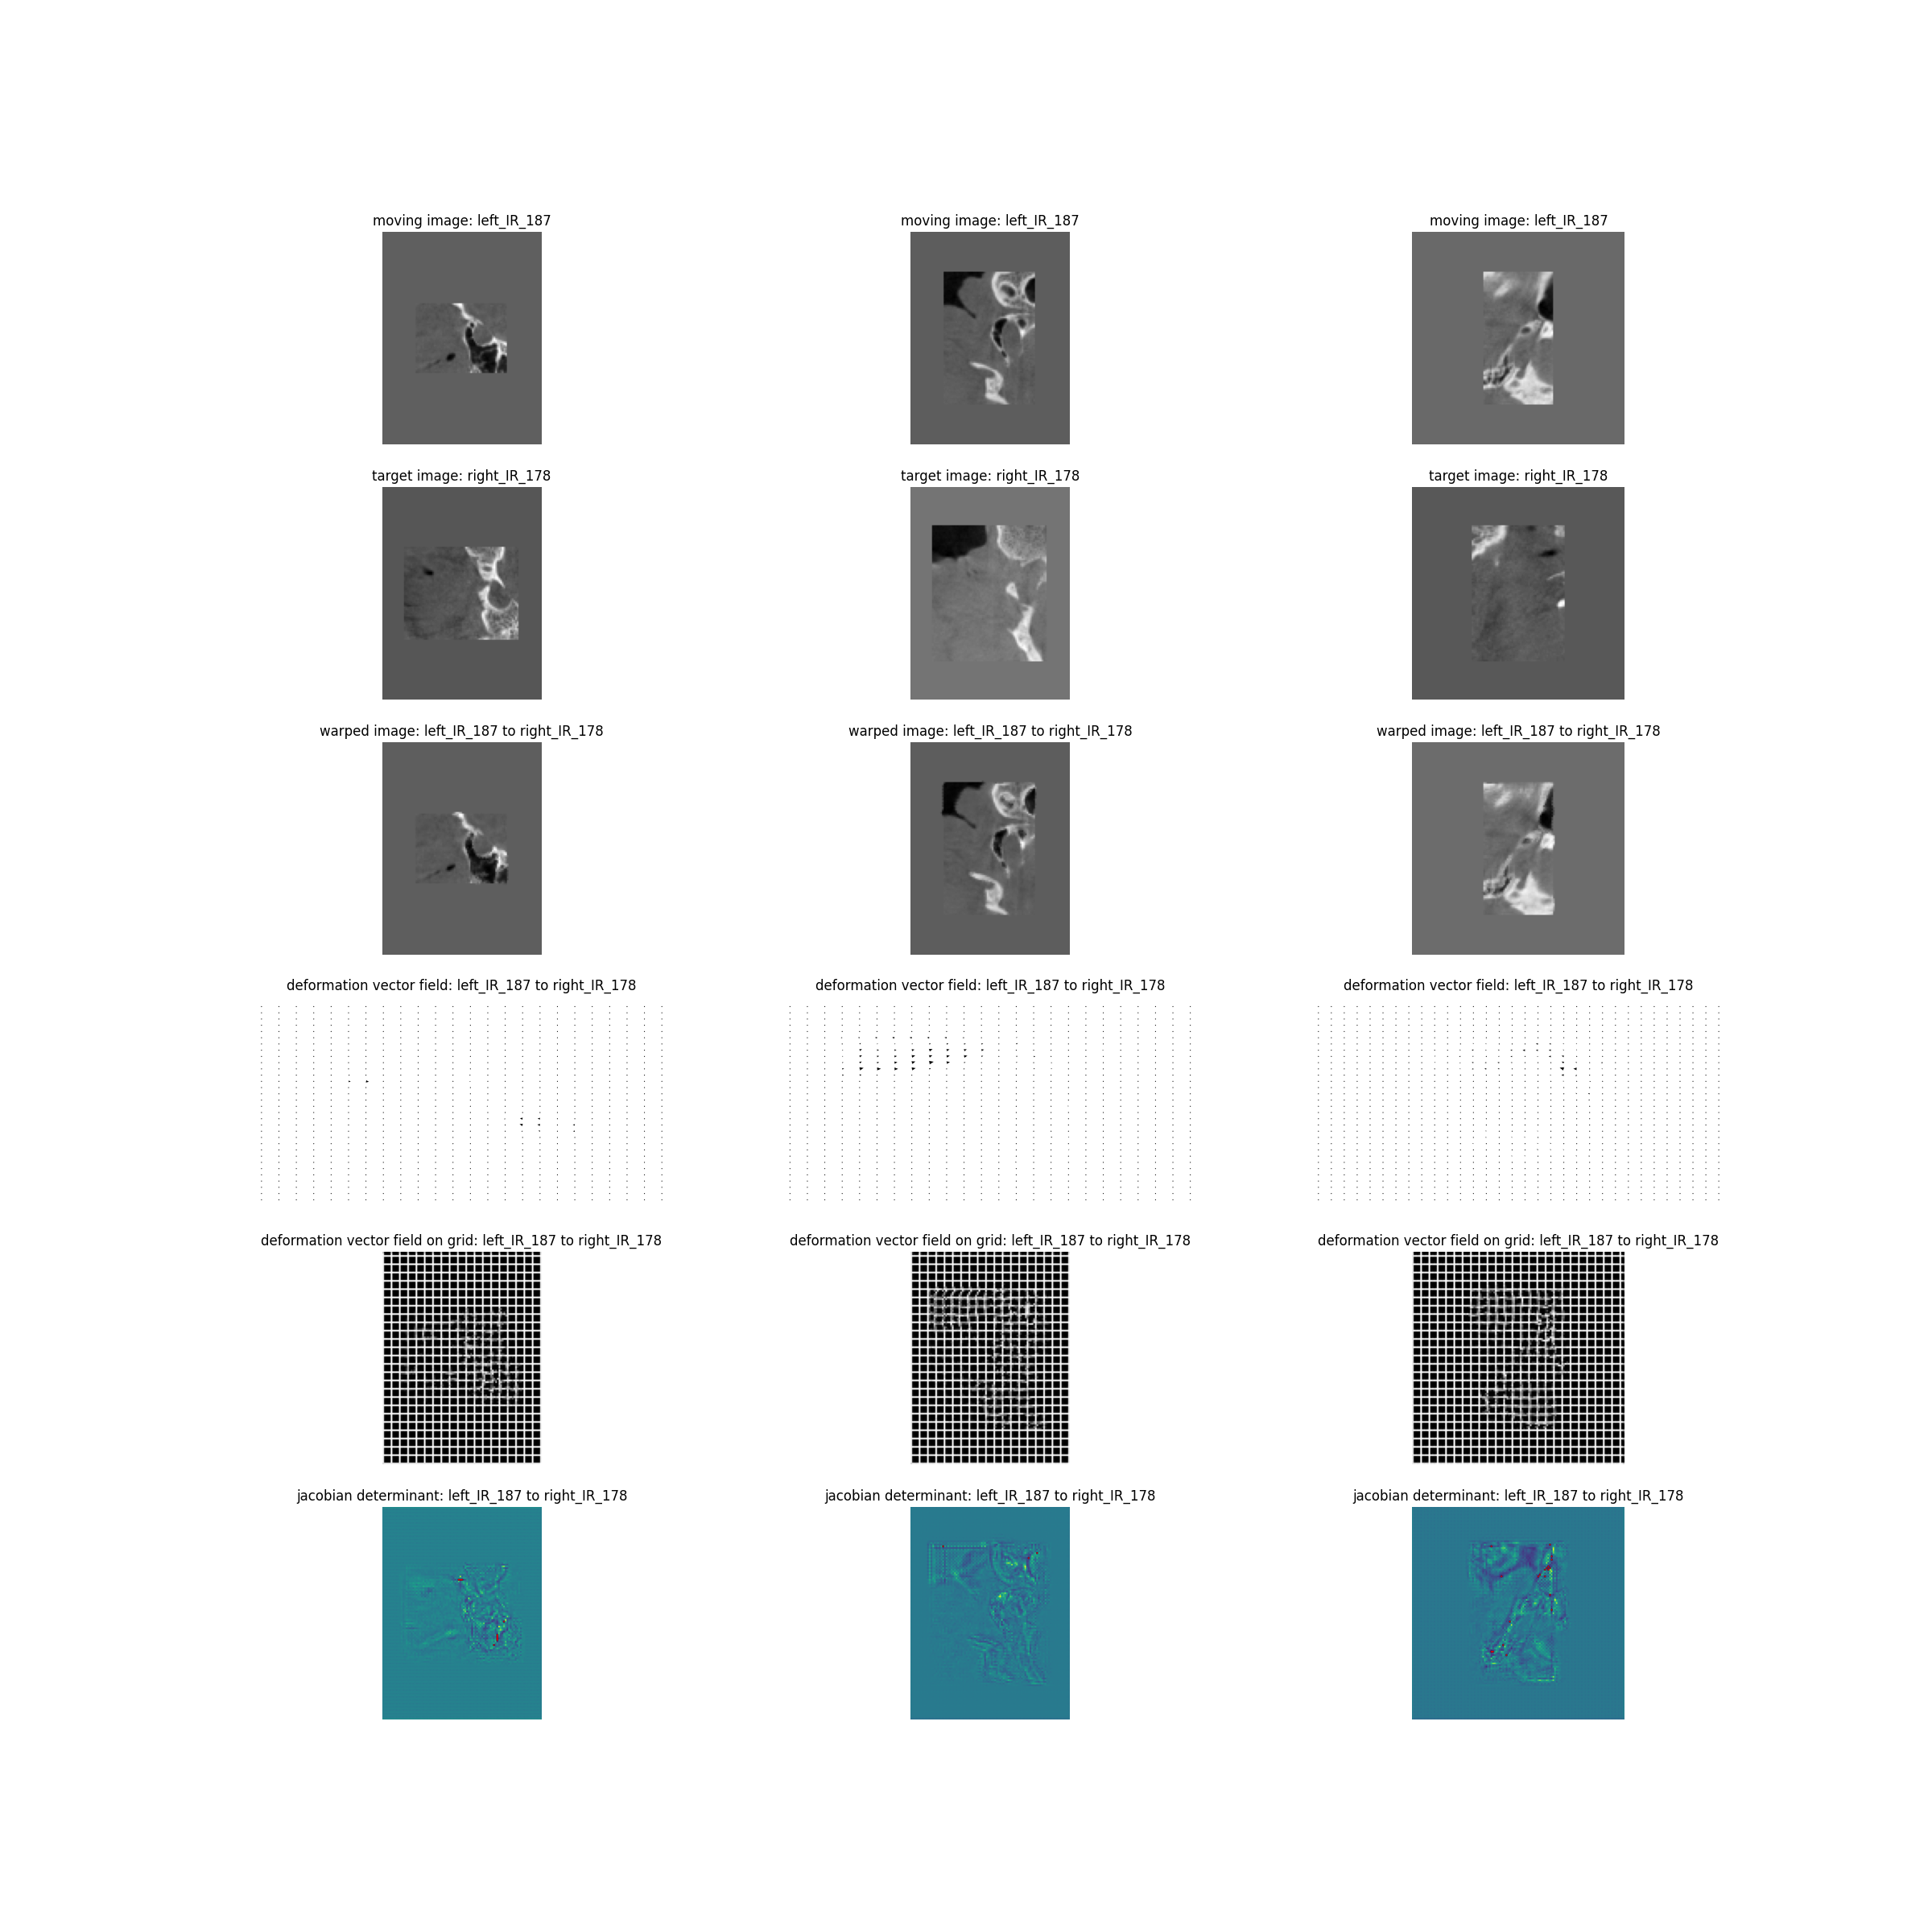 moving image: left_IR_187
moving image: left_IR_187
moving image: left_IR_187
target image: right_IR_178
target image: right_IR_178
target image: right_IR_178
warped image: left_IR_187 to right_IR_178
warped image: left_IR_187 to right_IR_178
warped image: left_IR_187 to right_IR_178
deformation vector field: left_IR_187 to right_IR_178
deformation vector field: left_IR_187 to right_IR_178
deformation vector field: left_IR_187 to right_IR_178
deformation vector field on grid: left_IR_187 to right_IR_178
deformation vector field on grid: left_IR_187 to right_IR_178
deformation vector field on grid: left_IR_187 to right_IR_178
jacobian determinant: left_IR_187 to right_IR_178
jacobian determinant: left_IR_187 to right_IR_178
jacobian determinant: left_IR_187 to right_IR_178